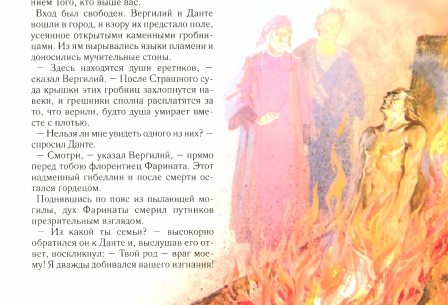 нием Того, кто выше вас.
Вход был свободен. Вергилий и Данте
вошли в город, и взору их предстало поле,
усеянное открытыми каменными гробни-
цами. Из ям вырывались языки пламени и
доносились мучительные стоны.
— Здесь находятся души еретиков, —
сказал Вергилий. — После Страшного су-
да крышки этих гробниц захлопнутся на-
веки, и грешники сполна расплатятся за
то, что верили, будто душа умирает вме-
сте с плотью.
— Нельзя ли мне увидеть одного из них? —
спросил Данте.
— Смотри, — указал Вергилий, — прямо
перед тобою флорентиец Фарината. Этот
надменный гибеллин и после смерти ос-
тался гордецом.
Поднявшись по пояс из пылающей мо-
гилы, дух Фаринаты смерил путников
презрительным взглядом.
— Из какой ты семьи? — высокорно
обратился он к Данте и, выслушав его от-
вет, воскликнул: — Твой род — враг мое-
му! Я дважды добивался вашего изгнания!